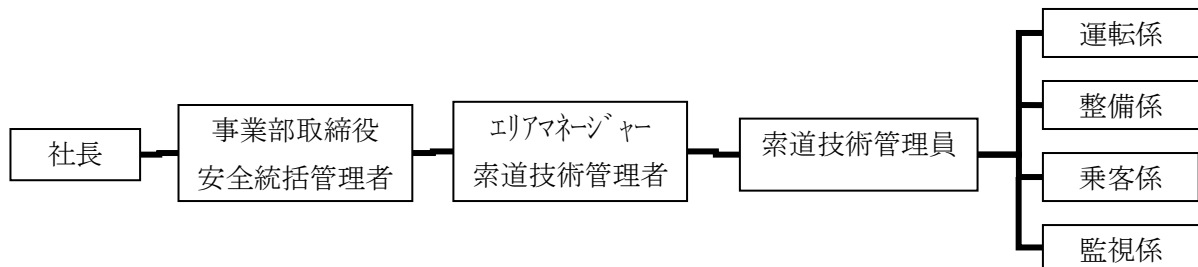 社長
事業部取締役
安全統括管理者
エリアマネージャー
索道技術管理者
索道技術管理員
運転係
整備係
乗客係
監視係